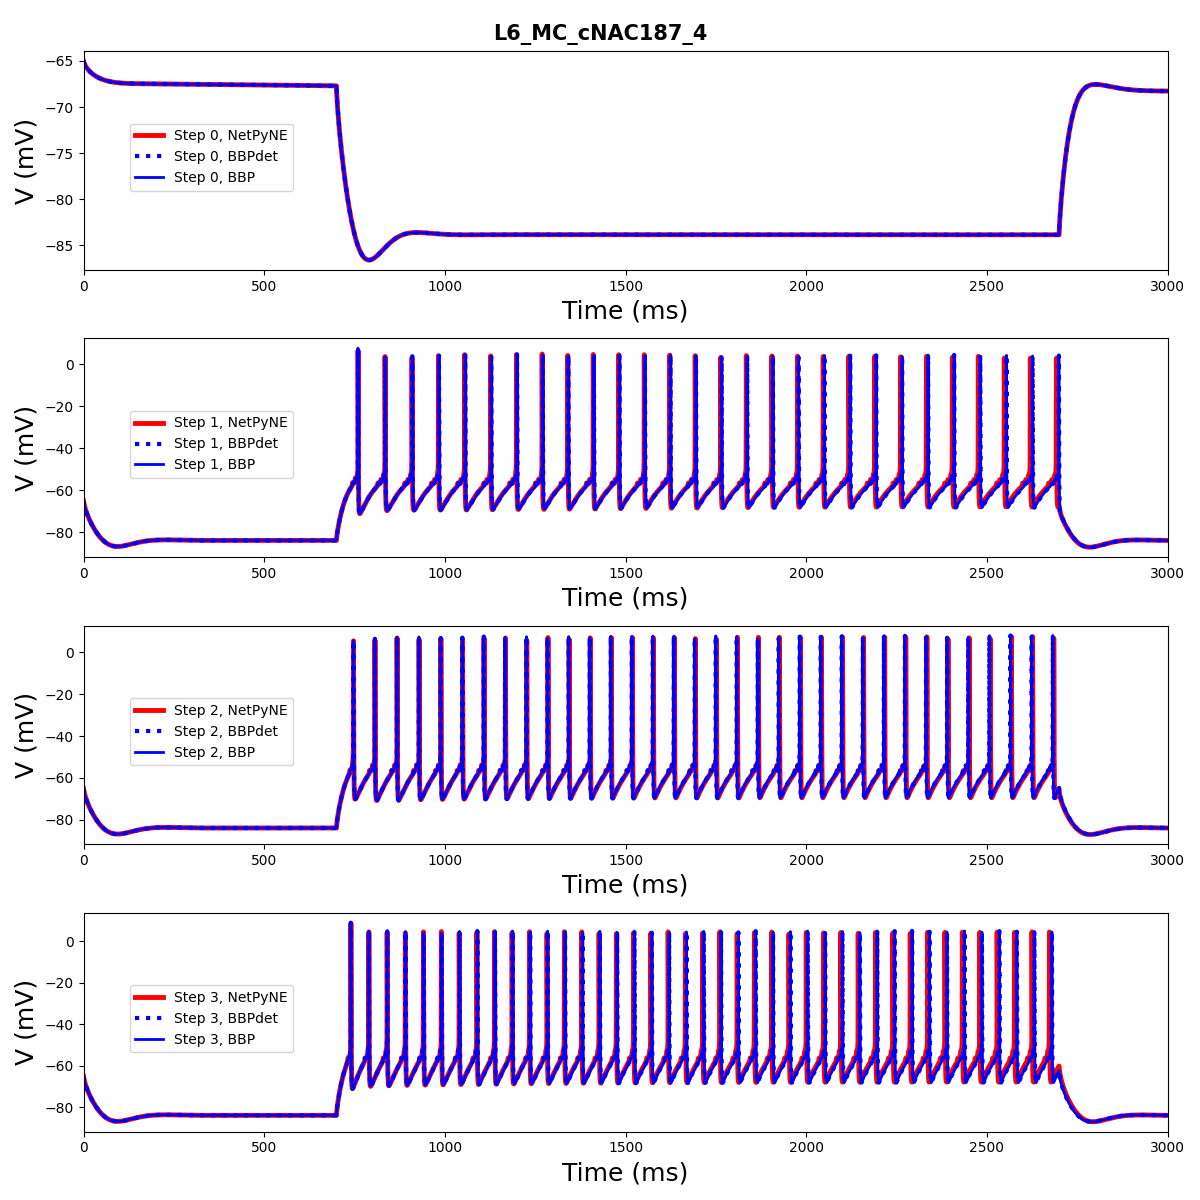 L6_MC_cNAC187_4
−65
−70
−75
−80
−85
V (mV)
Step 0, NetPyNE
Step 0, BBPdet
Step 0, BBP
0 500 1000 1500 2000 2500 3000
Time (ms)
0
−20
−40
−60
−80
V (mV)
Step 1, NetPyNE
Step 1, BBPdet
Step 1, BBP
0 500 1000 1500 2000 2500 3000
Time (ms)
0
−20
−40
−60
−80
V (mV)
Step 2, NetPyNE
Step 2, BBPdet
Step 2, BBP
0 500 1000 1500 2000 2500 3000
Time (ms)
0
−20
−40
−60
−80
V (mV)
Step 3, NetPyNE
Step 3, BBPdet
Step 3, BBP
0 500 1000 1500 2000 2500 3000
Time (ms)